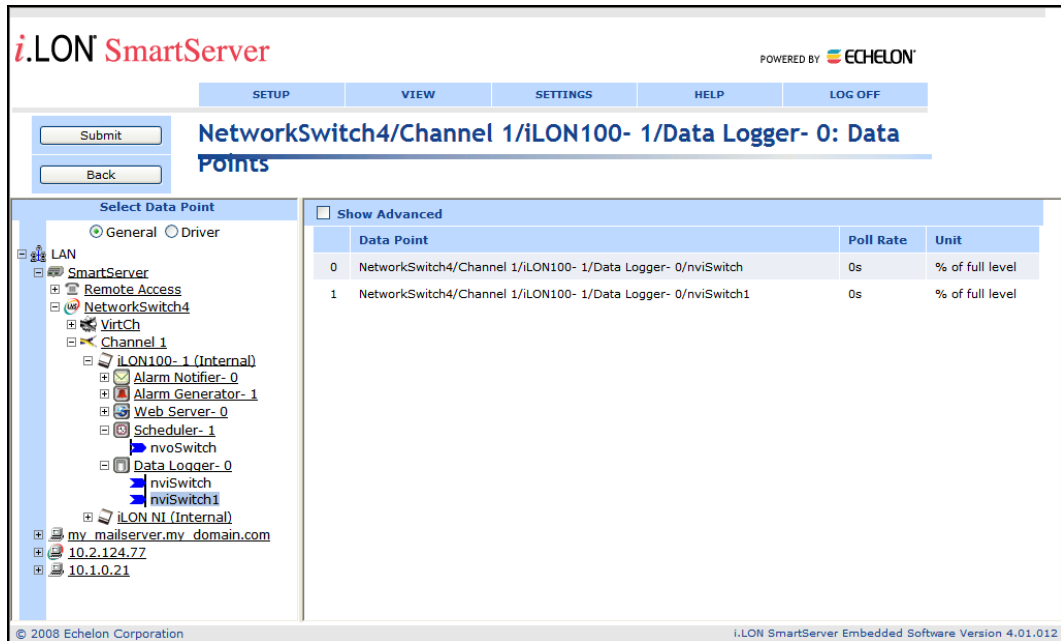 i.LON SmartServer
POWERED BY ECHELON
SETUP VIEW SETTINGS HELP LOG OFF
Submit
Back
NetworkSwitch4/Channel 1/iLON100- 1/Data Logger- 0: Data
Points
Select Data Point
General Driver
LAN
SmartServer
Remote Access
NetworkSwitch4
VirtCh
Channel 1
iLON100- 1 (Internal)
Alarm Notifier- 0
Alarm Generator- 1
Web Server- 0
Scheduler- 1
nvoSwitch
Data Logger- 0
nviSwitch
nviSwitch1
iLON NI (Internal)
my_mailserver.my_domain.com
10.2.124.77
10.1.0.21
Show Advanced
Data Point Poll Rate Unit
0 NetworkSwitch4/Channel 1/iLON100- 1/Data Logger- 0/nviSwitch 0s % of full level
1 NetworkSwitch4/Channel 1/iLON100- 1/Data Logger- 0/nviSwitch1 0s % of full level
© 2008 Echelon Corporation
i.LON SmartServer Embedded Software Version 4.01.012